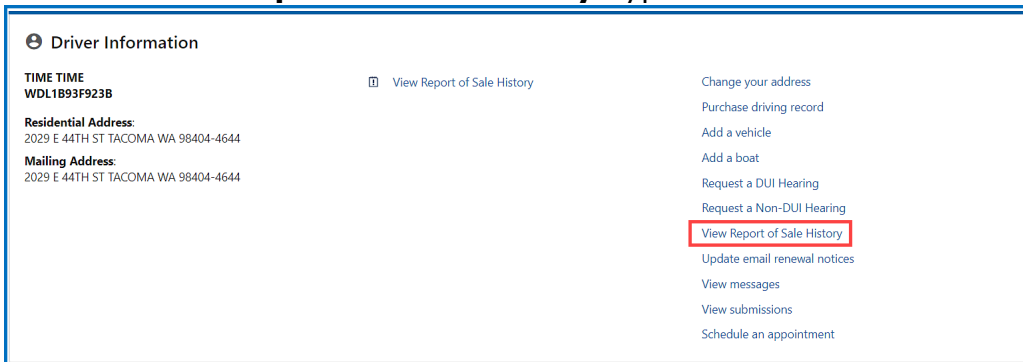 Driver Information
TIME TIME
WDL1B93F923B
Residential Address:
2029 E 44TH ST TACOMA WA 98404-4644
Mailing Address:
2029 E 44TH ST TACOMA WA 98404-4644
View Report of Sale History
Change your address
Purchase driving record
Add a vehicle
Add a boat
Request a DUI Hearing
Request a Non-DUI Hearing
View Report of Sale History
Update email renewal notices
View messages
View submissions
Schedule an appointment